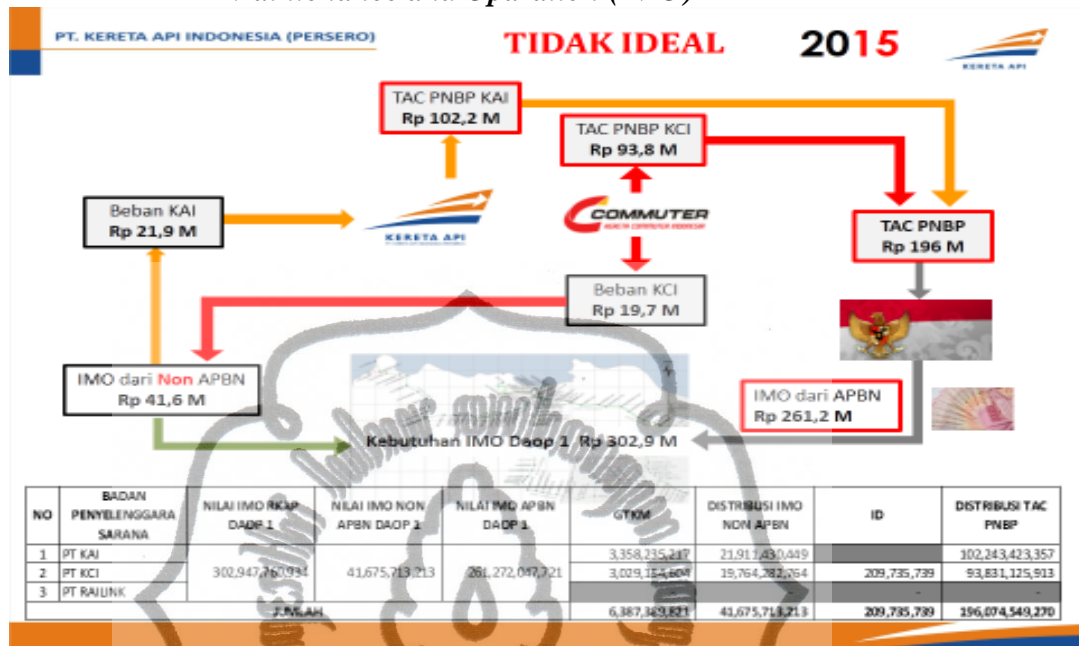 PT. KERETA API INDONESIA (PERSERO)
TIDAK IDEAL
2015
KERETA API
TAC PNBP KAI
Rp 102,2 M
TAC PNBP KCI
Rp 93,8 M
Beban KAI
Rp 21,9 M
KERETA API
COMMUTER
TAC PNBP
Rp 196 M
Beban KCI
Rp 19,7 M
IMO dari Non APBN
Rp 41,6 M
IMO dari APBN
Rp 261,2 M
Kebutuhan IMO Daop 1 Rp 302,9 M
NO BADAN PENYELENGGARA SARANA NILAI IMO RKAP DAOP 1 NILAI IMO NON APBN DAOP 1 NILAI IMO APBN DAOP 1 GTKM DISTRIBUSI IMO NON APBN ID DISTRIBUSI TAC PNBP
1 PT KAI 3,358,235,217 21,911,430,449 102,243,423,357
2 PT KCI 302,947,760,934 41,675,713,213 261,272,047,721 3,029,154,604 19,764,282,764 209,735,739 93,831,125,913
3 PT RAILINK - - - -
JUMLAH 6,387,389,821 41,675,713,213 209,735,739 196,074,549,270